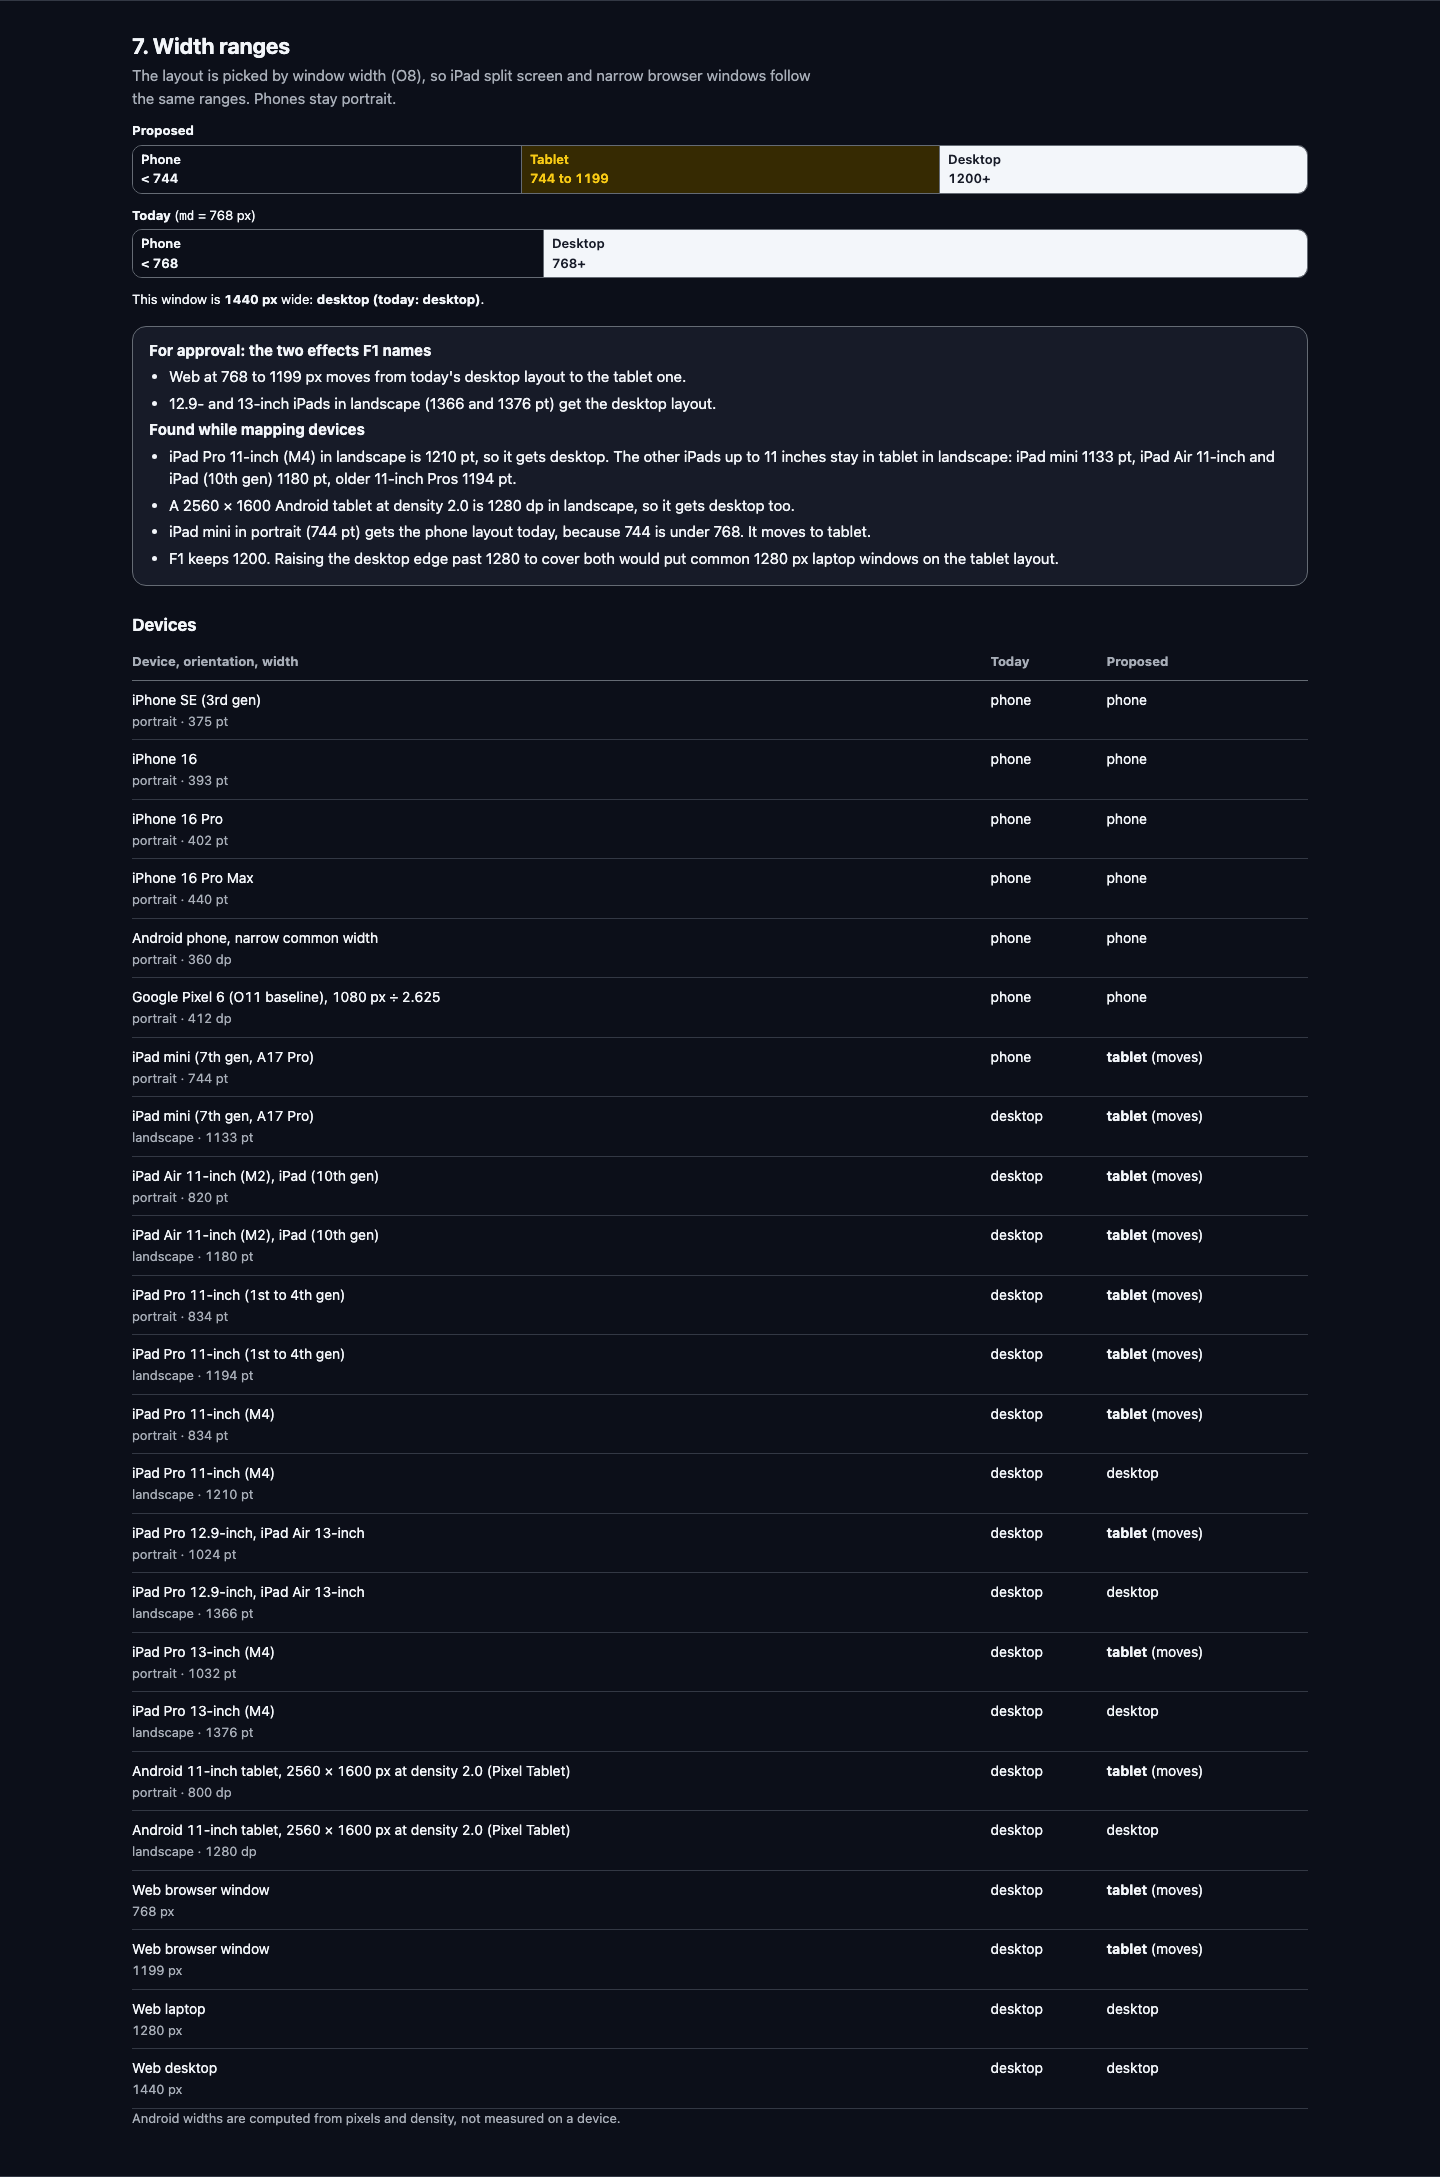 7. Width ranges
The layout is picked by window width (O8), so iPad split screen and narrow browser windows follow
the same ranges. Phones stay portrait.
Proposed
Phone
< 744
Tablet
744 to 1199
Desktop
1200+
Today (md = 768 px)
Phone
< 768
Desktop
768+
This window is 1440 px wide: desktop (today: desktop).
For approval: the two effects F1 names
• Web at 768 to 1199 px moves from today's desktop layout to the tablet one.
• 12.9- and 13-inch iPads in landscape (1366 and 1376 pt) get the desktop layout.
Found while mapping devices
• iPad Pro 11-inch (M4) in landscape is 1210 pt, so it gets desktop. The other iPads up to 11 inches stay in tablet in landscape: iPad mini 1133 pt, iPad Air 11-inch and
iPad (10th gen) 1180 pt, older 11-inch Pros 1194 pt.
• A 2560 × 1600 Android tablet at density 2.0 is 1280 dp in landscape, so it gets desktop too.
• iPad mini in portrait (744 pt) gets the phone layout today, because 744 is under 768. It moves to tablet.
• F1 keeps 1200. Raising the desktop edge past 1280 to cover both would put common 1280 px laptop windows on the tablet layout.
Devices
Device, orientation, width Today Proposed
iPhone SE (3rd gen) phone phone
portrait · 375 pt
iPhone 16 phone phone
portrait · 393 pt
iPhone 16 Pro phone phone
portrait · 402 pt
iPhone 16 Pro Max phone phone
portrait · 440 pt
Android phone, narrow common width phone phone
portrait · 360 dp
Google Pixel 6 (O11 baseline), 1080 px ÷ 2.625 phone phone
portrait · 412 dp
iPad mini (7th gen, A17 Pro) phone tablet (moves)
portrait · 744 pt
iPad mini (7th gen, A17 Pro) desktop tablet (moves)
landscape · 1133 pt
iPad Air 11-inch (M2), iPad (10th gen) desktop tablet (moves)
portrait · 820 pt
iPad Air 11-inch (M2), iPad (10th gen) desktop tablet (moves)
landscape · 1180 pt
iPad Pro 11-inch (1st to 4th gen) desktop tablet (moves)
portrait · 834 pt
iPad Pro 11-inch (1st to 4th gen) desktop tablet (moves)
landscape · 1194 pt
iPad Pro 11-inch (M4) desktop tablet (moves)
portrait · 834 pt
iPad Pro 11-inch (M4) desktop desktop
landscape · 1210 pt
iPad Pro 12.9-inch, iPad Air 13-inch desktop tablet (moves)
portrait · 1024 pt
iPad Pro 12.9-inch, iPad Air 13-inch desktop desktop
landscape · 1366 pt
iPad Pro 13-inch (M4) desktop tablet (moves)
portrait · 1032 pt
iPad Pro 13-inch (M4) desktop desktop
landscape · 1376 pt
Android 11-inch tablet, 2560 × 1600 px at density 2.0 (Pixel Tablet) desktop tablet (moves)
portrait · 800 dp
Android 11-inch tablet, 2560 × 1600 px at density 2.0 (Pixel Tablet) desktop desktop
landscape · 1280 dp
Web browser window desktop tablet (moves)
768 px
Web browser window desktop tablet (moves)
1199 px
Web laptop desktop desktop
1280 px
Web desktop desktop desktop
1440 px
Android widths are computed from pixels and density, not measured on a device.